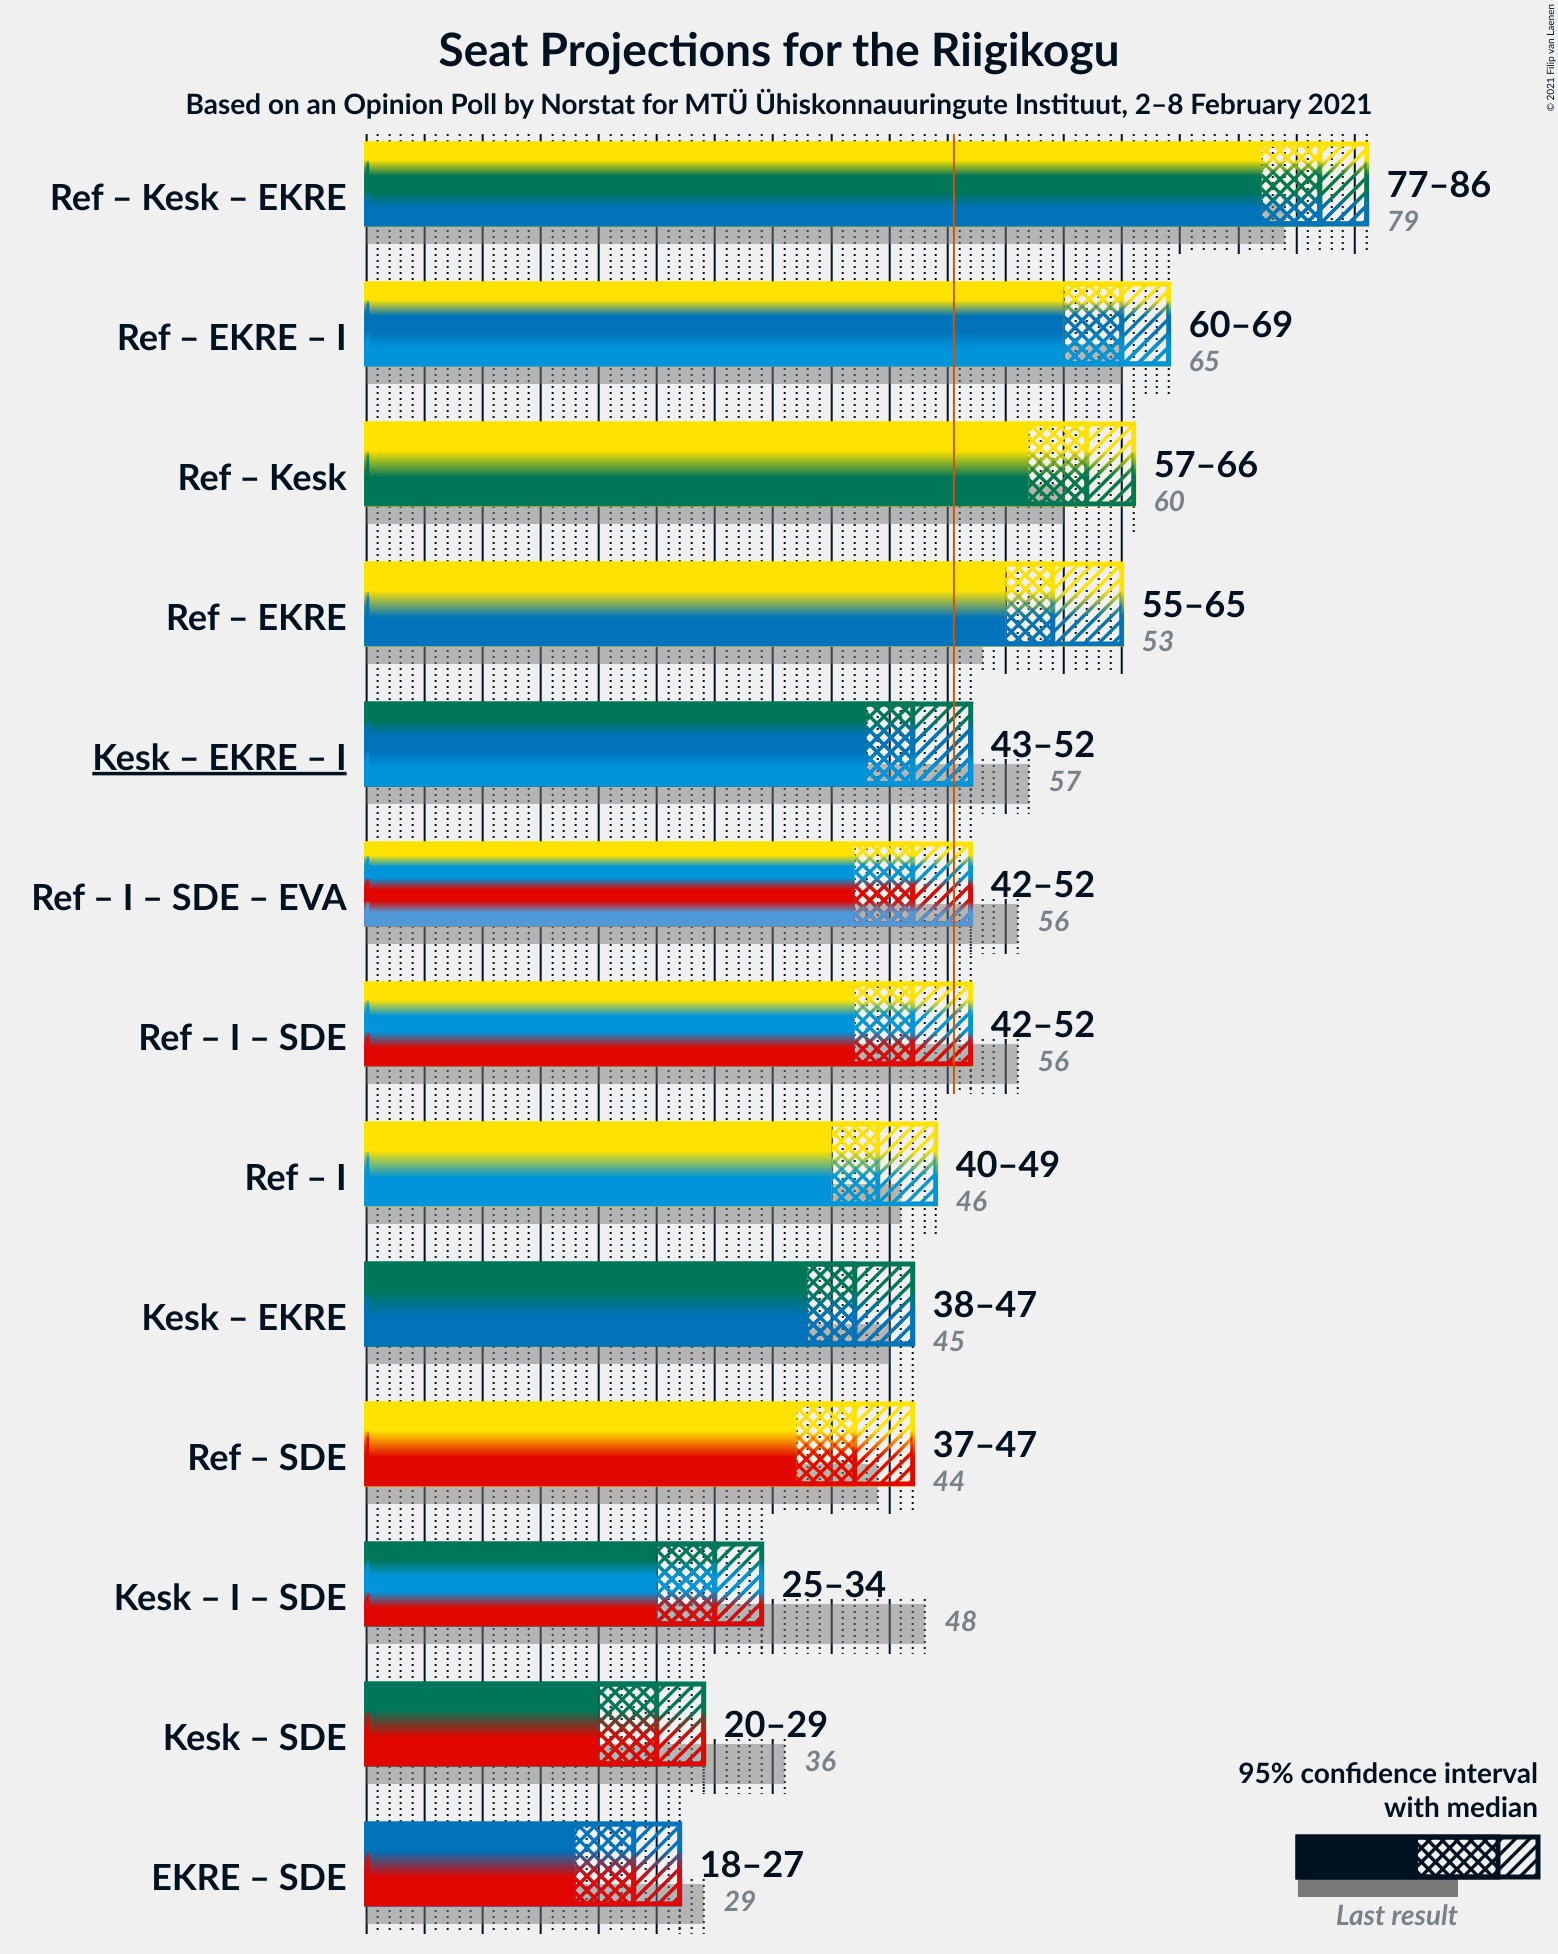 Seat Projections for the Riigikogu
Based on an Opinion Poll by Norstat for MTÜ Ühiskonnauuringute Instituut, 2–8 February 2021
© 2021 Filip van Laenen
Ref – Kesk – EKRE
77–86
79
Ref – EKRE – I
60–69
65
Ref – Kesk
57–66
60
Ref – EKRE
55–65
53
Kesk – EKRE – I
43–52
57
Ref – I – SDE – EVA
42–52
56
Ref – I – SDE
42–52
56
Ref – I
40–49
46
Kesk – EKRE
38–47
45
Ref – SDE
37–47
44
Kesk – I – SDE
25–34
48
Kesk – SDE
20–29
36
EKRE – SDE
18–27
29
95% confidence interval
with median
Last result